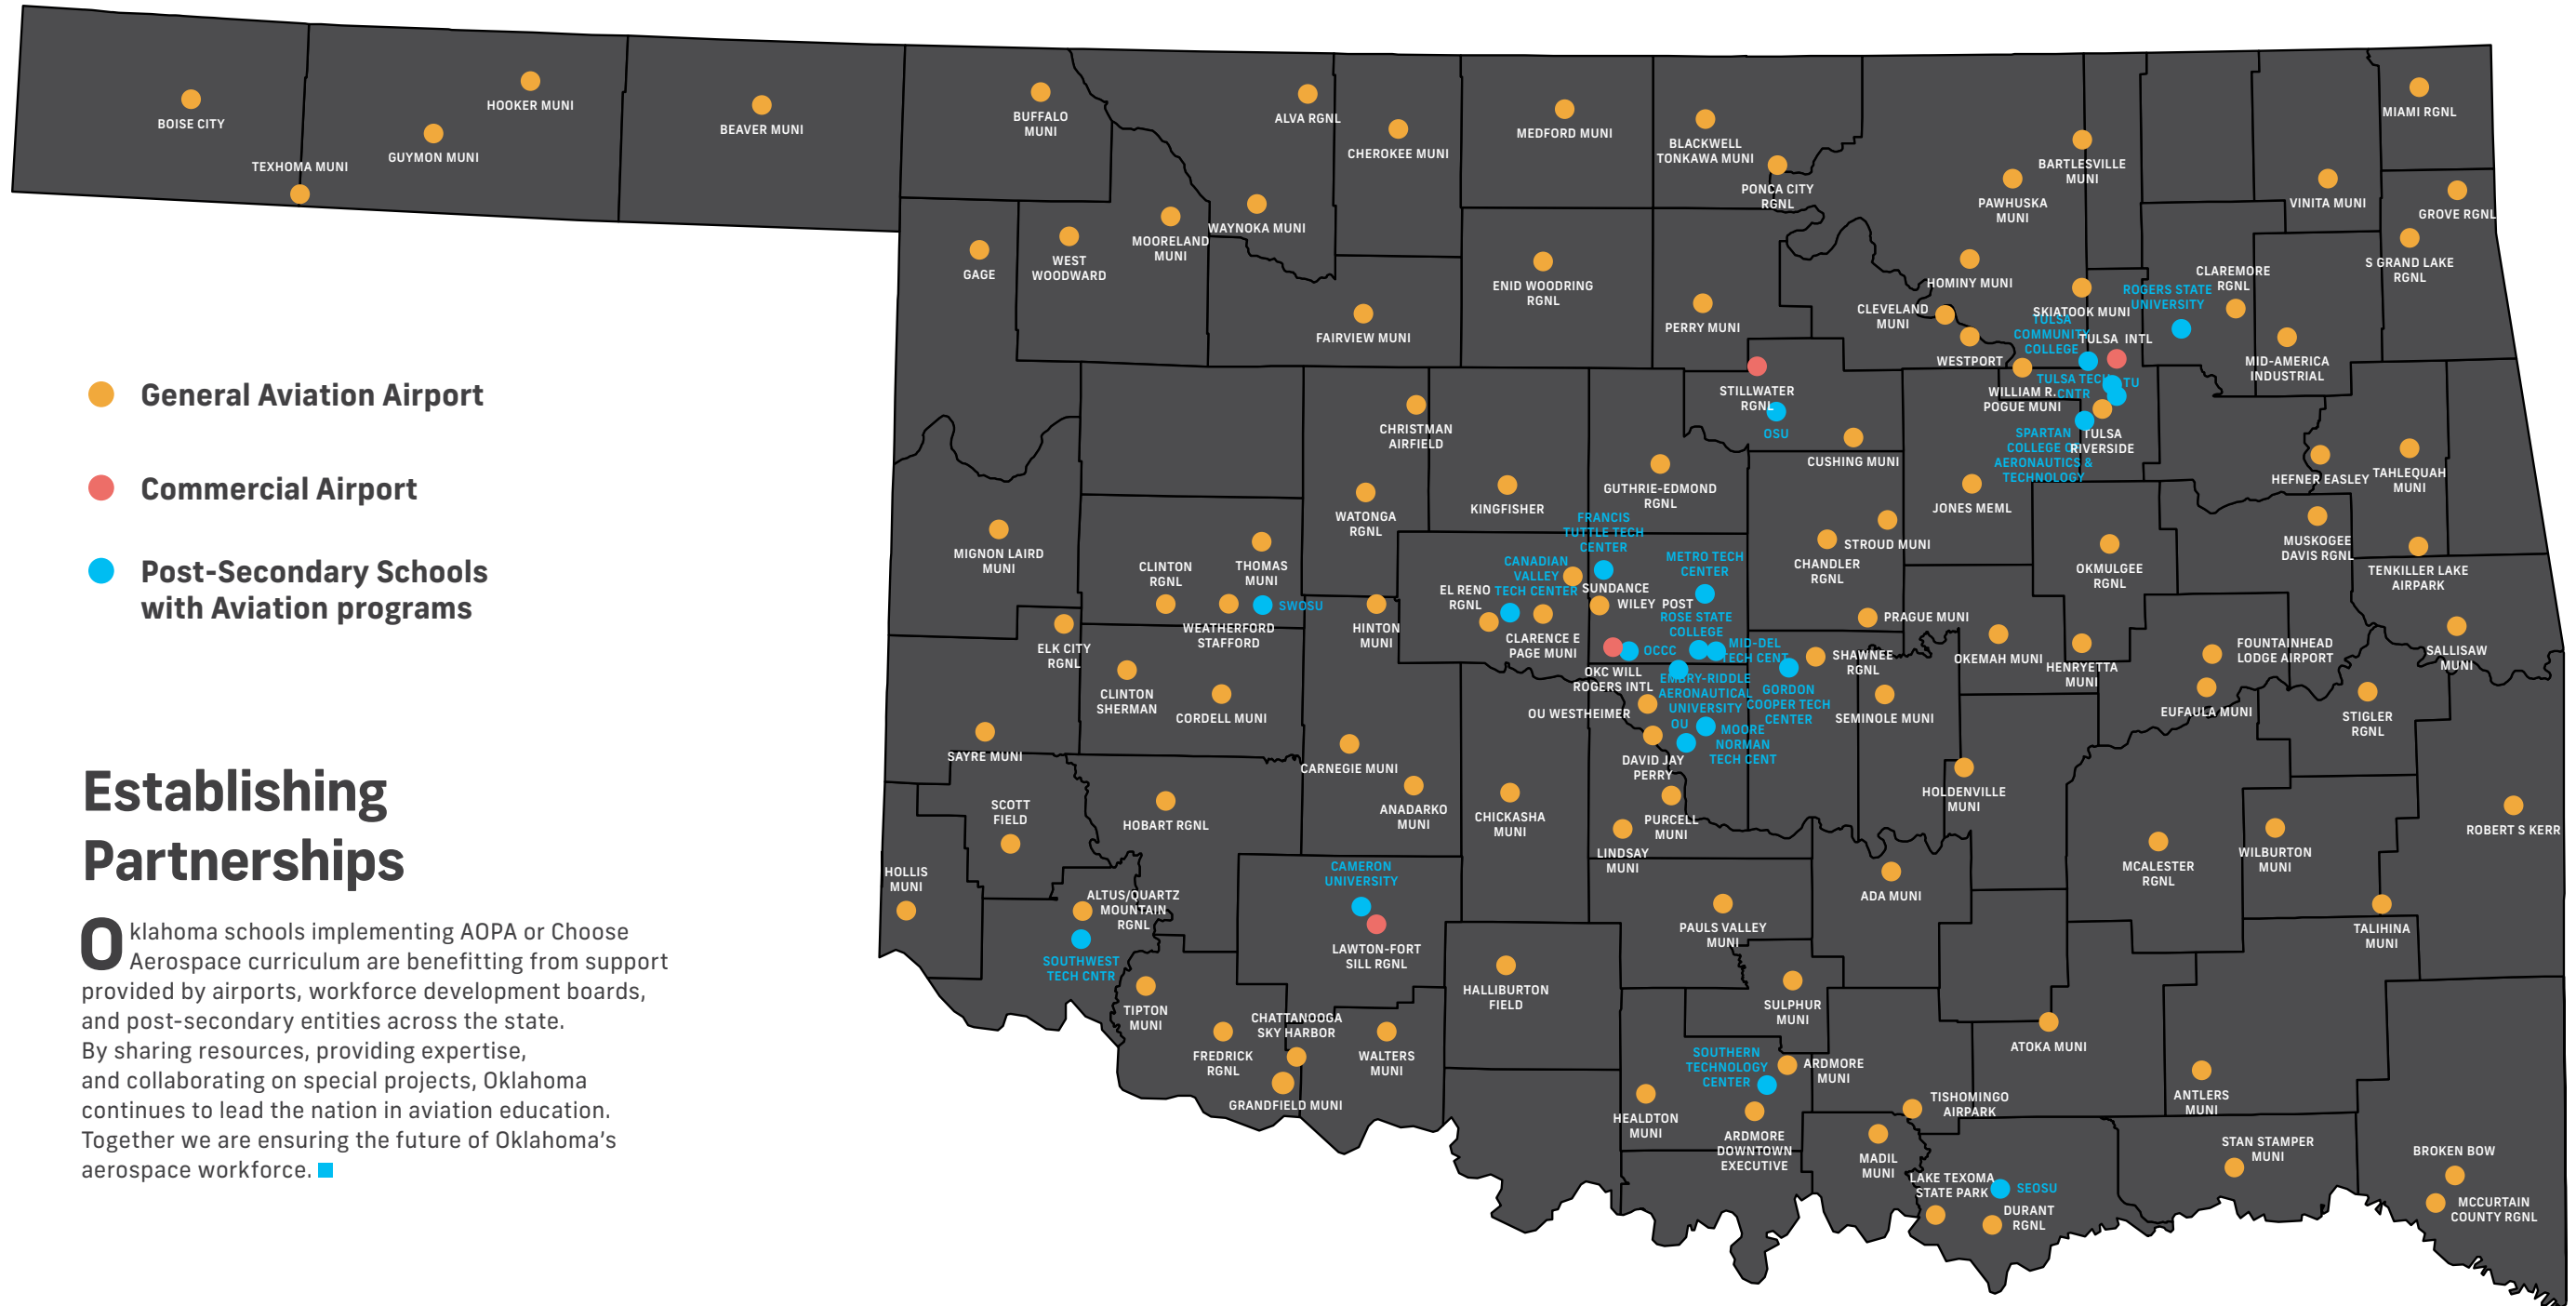 BOISE CITY
HOOKER MUNI
GUYMON MUNI
TEXHOMA MUNI
BEAVER MUNI
BUFFALO
MUNI
ALVA RGNL
CHEROKEE MUNI
MEDFORD MUNI
BLACKWELL
TONKAWA MUNI
PONCA CITY
RGNL
BARTLESVILLE
MUNI
PAWHUSKA
MUNI
MIAMI RGNL
VINITA MUNI
GROVE RGNL
S GRAND LAKE
RGNL
GAGE
WEST
WOODWARD
MOORELAND
MUNI
WAYNOKA MUNI
FAIRVIEW MUNI
ENID WOODRING
RGNL
PERRY MUNI
HOMINY MUNI
CLEVELAND
MUNI
WESTPORT
SKIATOOK MUNI
CLAREMORE
RGNL
ROGERS STATE
UNIVERSITY
TULSA
COMMUNITY
COLLEGE
TULSA INTL
MID-AMERICA
INDUSTRIAL
TULSA TECH
CNTR
TU
WILLIAM R.
POGUE MUNI
SPARTAN
COLLEGE OF
AERONAUTICS &
TECHNOLOGY
TULSA
RIVERSIDE
STILLWATER
RGNL
OSU
CUSHING MUNI
General Aviation Airport
Commercial Airport
Post-Secondary Schools
with Aviation programs
CHRISTMAN
AIRFIELD
WATONGA
RGNL
KINGFISHER
GUTHRIE-EDMOND
RGNL
JONES MEML
HEFNER EASLEY
TAHLEQUAH
MUNI
MUSKOGEE
DAVIS RGNL
TENKILLER LAKE
AIRPARK
STROUD MUNI
CHANDLER
RGNL
OKMULGEE
RGNL
MIGNON LAIRD
MUNI
CLINTON
RGNL
THOMAS
MUNI
SWOSU
WEATHERFORD
STAFFORD
HINTON
MUNI
FRANCIS
TUTTLE TECH
CENTER
CANADIAN
VALLEY
TECH CENTER
EL RENO
RGNL
SUNDANCE
WILEY POST
METRO TECH
CENTER
ROSE STATE
COLLEGE
MID-DEL
TECH CENT
CLARENCE E
PAGE MUNI
OCCC
OKC WILL
ROGERS INTL
EMBRY-RIDDLE
AERONAUTICAL
UNIVERSITY
GORDON
COOPER TECH
CENTER
OU WESTHEIMER
OU
MOORE
NORMAN
TECH CENT
DAVID JAY
PERRY
PURCELL
MUNI
LINDSAY
MUNI
PRAGUE MUNI
SHAWNEE
RGNL
SEMINOLE MUNI
OKEMAH MUNI
HENRYETTA
MUNI
FOUNTAINHEAD
LODGE AIRPORT
EUFAULA MUNI
SALLISAW
MUNI
STIGLER
RGNL
ELK CITY
RGNL
CLINTON
SHERMAN
CORDELL MUNI
SAYRE MUNI
CARNEGIE MUNI
ANADARKO
MUNI
CHICKASHA
MUNI
HOLDENVILLE
MUNI
ROBERT S KERR
SCOTT
FIELD
HOBART RGNL
HOLLIS
MUNI
ALTUS/QUARTZ
MOUNTAIN
RGNL
SOUTHWEST
TECH CNTR
CAMERON
UNIVERSITY
LAWTON-FORT
SILL RGNL
ADA MUNI
MCALESTER
RGNL
WILBURTON
MUNI
TALIHINA
MUNI
PAULS VALLEY
MUNI
HALLIBURTON
FIELD
SULPHUR
MUNI
TIPTON
MUNI
FREDRICK
RGNL
CHATTANOOGA
SKY HARBOR
GRANDFIELD MUNI
WALTERS
MUNI
SOUTHERN
TECHNOLOGY
CENTER
ARDMORE
MUNI
HEALDTON
MUNI
ARDMORE
DOWNTOWN
EXECUTIVE
ATOKA MUNI
ANTLERS
MUNI
TISHOMINGO
AIRPARK
MADIL
MUNI
LAKE TEXOMA
STATE PARK
SEOSU
DURANT
RGNL
STAN STAMPER
MUNI
BROKEN BOW
MCCURTAIN
COUNTY RGNL
Establishing
Partnerships
Oklahoma schools implementing AOPA or Choose
Aerospace curriculum are benefitting from support
provided by airports, workforce development boards,
and post-secondary entities across the state.
By sharing resources, providing expertise,
and collaborating on special projects, Oklahoma
continues to lead the nation in aviation education.
Together we are ensuring the future of Oklahoma's
aerospace workforce.